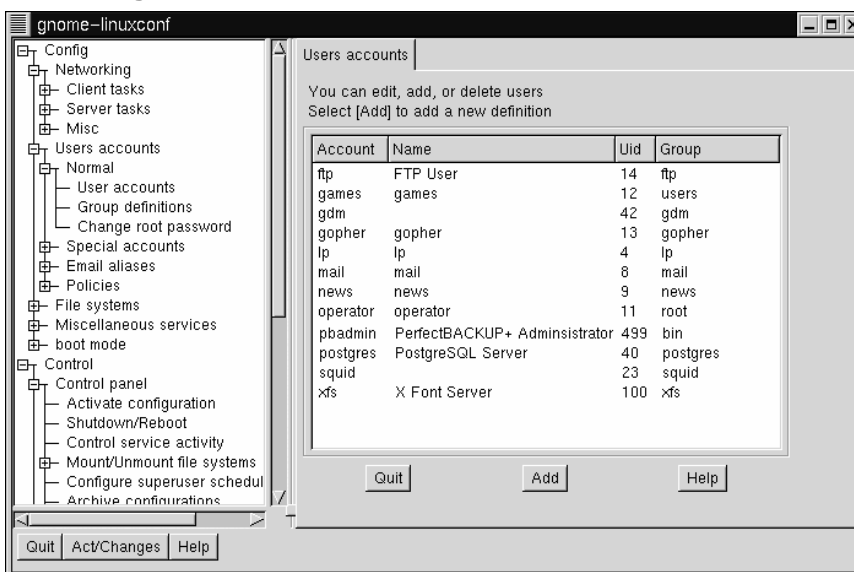 gnome-linuxconf
Config
Networking
Client tasks
Server tasks
Misc
Users accounts
Normal
User accounts
Group definitions
Change root password
Special accounts
Email aliases
Policies
File systems
Miscellaneous services
boot mode
Control
Control panel
Activate configuration
Shutdown/Reboot
Control service activity
Mount/Unmount file systems
Configure superuser schedul
Archive configurations
Quit Act/Changes Help
Users accounts
You can edit, add, or delete users
Select [Add] to add a new definition
Account Name Uid Group
ftp FTP User 14 ftp
games games 12 users
gdm 42 gdm
gopher gopher 13 gopher
lp lp 4 lp
mail mail 8 mail
news news 9 news
operator operator 11 root
pbadmin PerfectBACKUP+ Adminsistrator 499 bin
postgres PostgreSQL Server 40 postgres
squid 23 squid
xfs X Font Server 100 xfs
Quit Add Help